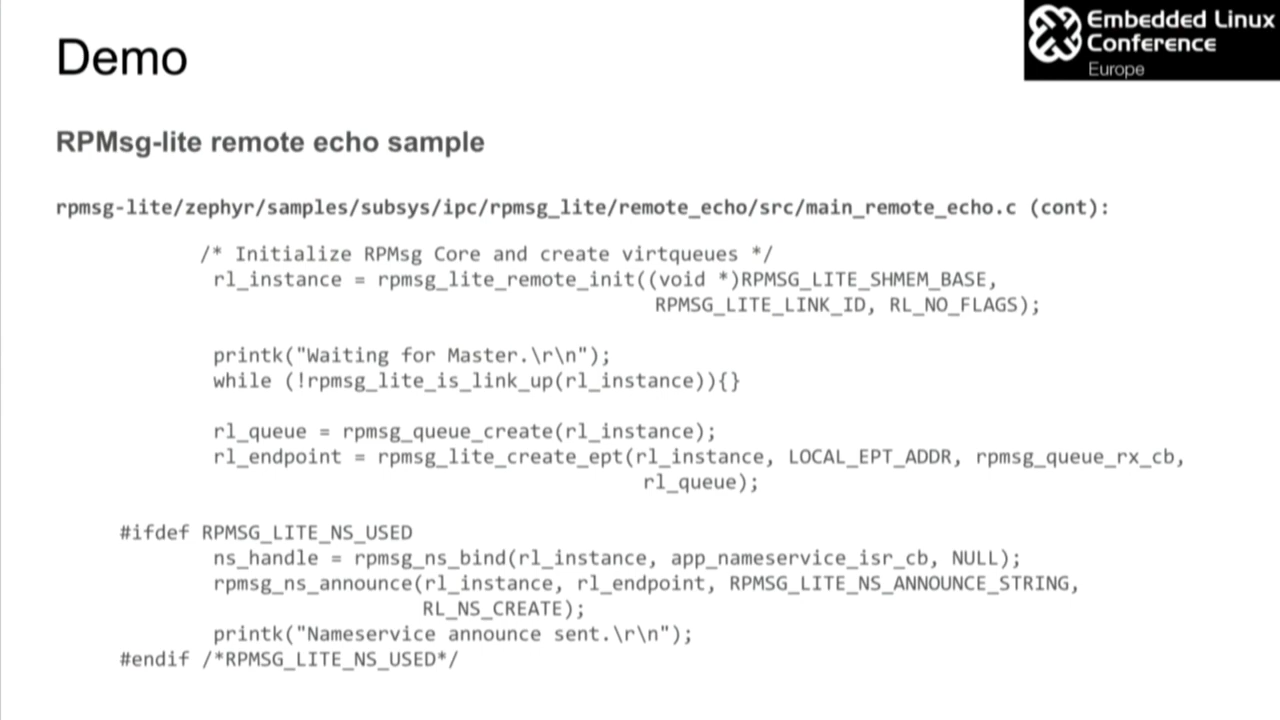 Demo
Embedded Linux
Conference
Europe
RPMsg-lite remote echo sample
rpmsg-lite/zephyr/samples/subsys/ipc/rpmsg_lite/remote_echo/src/main_remote_echo.c (cont):
/* Initialize RPMsg Core and create virtqueues */
rl_instance = rpmsg_lite_remote_init((void *)RPMSG_LITE_SHMEM_BASE,
RPMSG_LITE_LINK_ID, RL_NO_FLAGS);
printk("Waiting for Master.\r\n");
while (!rpmsg_lite_is_link_up(rl_instance)){}
rl_queue = rpmsg_queue_create(rl_instance);
rl_endpoint = rpmsg_lite_create_ept(rl_instance, LOCAL_EPT_ADDR, rpmsg_queue_rx_cb,
rl_queue);
#ifdef RPMSG_LITE_NS_USED
ns_handle = rpmsg_ns_bind(rl_instance, app_nameservice_isr_cb, NULL);
rpmsg_ns_announce(rl_instance, rl_endpoint, RPMSG_LITE_NS_ANNOUNCE_STRING,
RL_NS_CREATE);
printk("Nameservice announce sent.\r\n");
#endif /*RPMSG_LITE_NS_USED*/